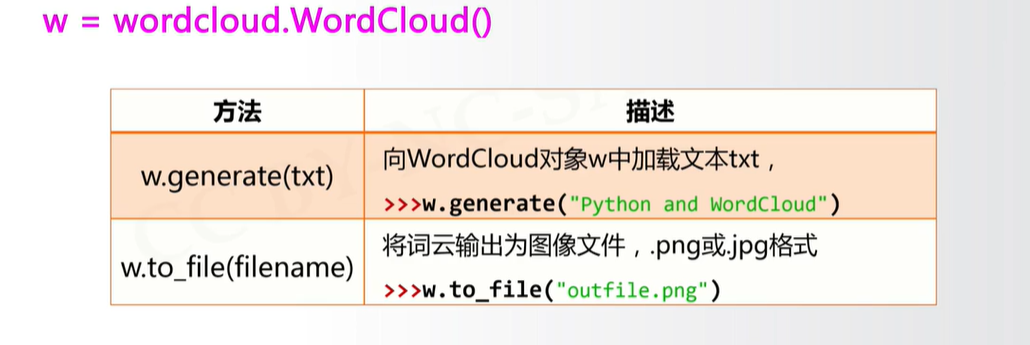 w = wordcloud.WordCloud()
方法 描述
w.generate(txt)
向WordCloud对象w中加载文本txt，
>>>w.generate("Python and WordCloud")
w.to_file(filename)
将词云输出为图像文件，.png或.jpg格式
>>>w.to_file("outfile.png")
CC BY-NC-S